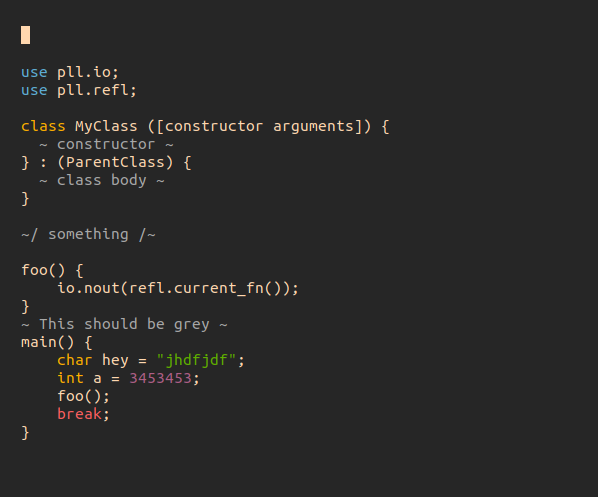 use pll.io;
use pll.refl;
class MyClass ([constructor arguments]) {
~ constructor ~
} : (ParentClass) {
~ class body ~
}
~/ something /~
foo() {
io.nout(refl.current_fn());
}
~ This should be grey ~
main() {
char hey = "jhdfjdf";
int a = 3453453;
foo();
break;
}